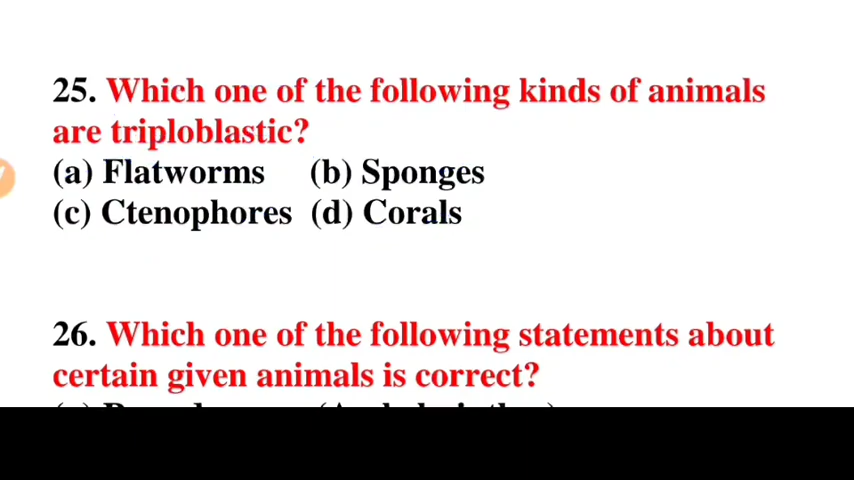 25. Which one of the following kinds of animals
are triploblastic?
(a) Flatworms (b) Sponges
(c) Ctenophores (d) Corals
26. Which one of the following statements about
certain given animals is correct?